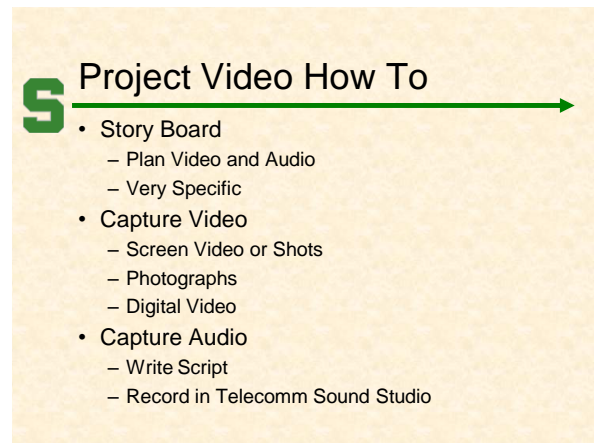 Project Video How To
S
• Story Board
– Plan Video and Audio
– Very Specific
• Capture Video
– Screen Video or Shots
– Photographs
– Digital Video
• Capture Audio
– Write Script
– Record in Telecomm Sound Studio